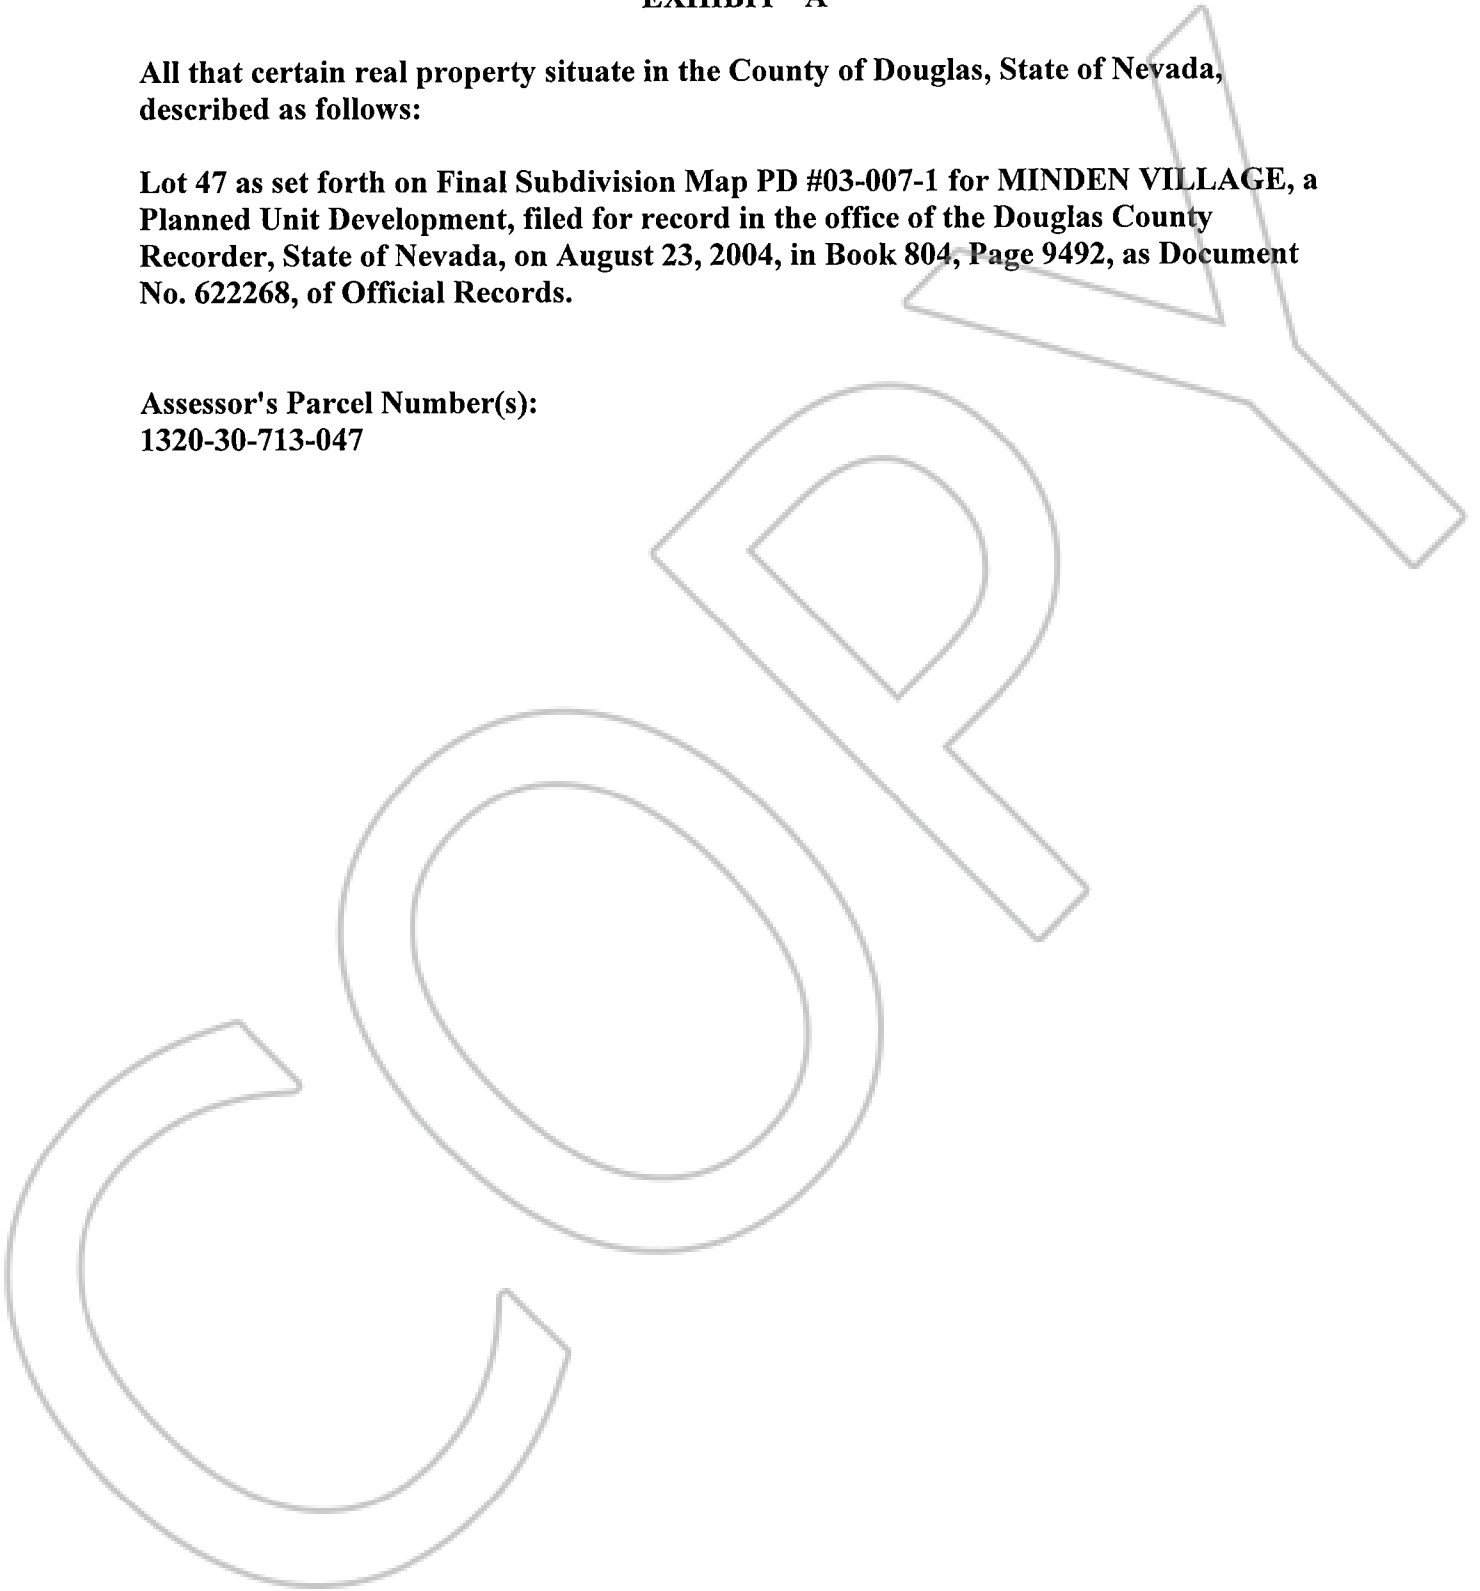 EXHIBIT "A"
All that certain real property situate in the County of Douglas, State of Nevada,
described as follows:
Lot 47 as set forth on Final Subdivision Map PD #03-007-1 for MINDEN VILLAGE, a
Planned Unit Development, filed for record in the office of the Douglas County
Recorder, State of Nevada, on August 23, 2004, in Book 804, Page 9492, as Document
No. 622268, of Official Records.
Assessor's Parcel Number(s):
1320-30-713-047
COPY